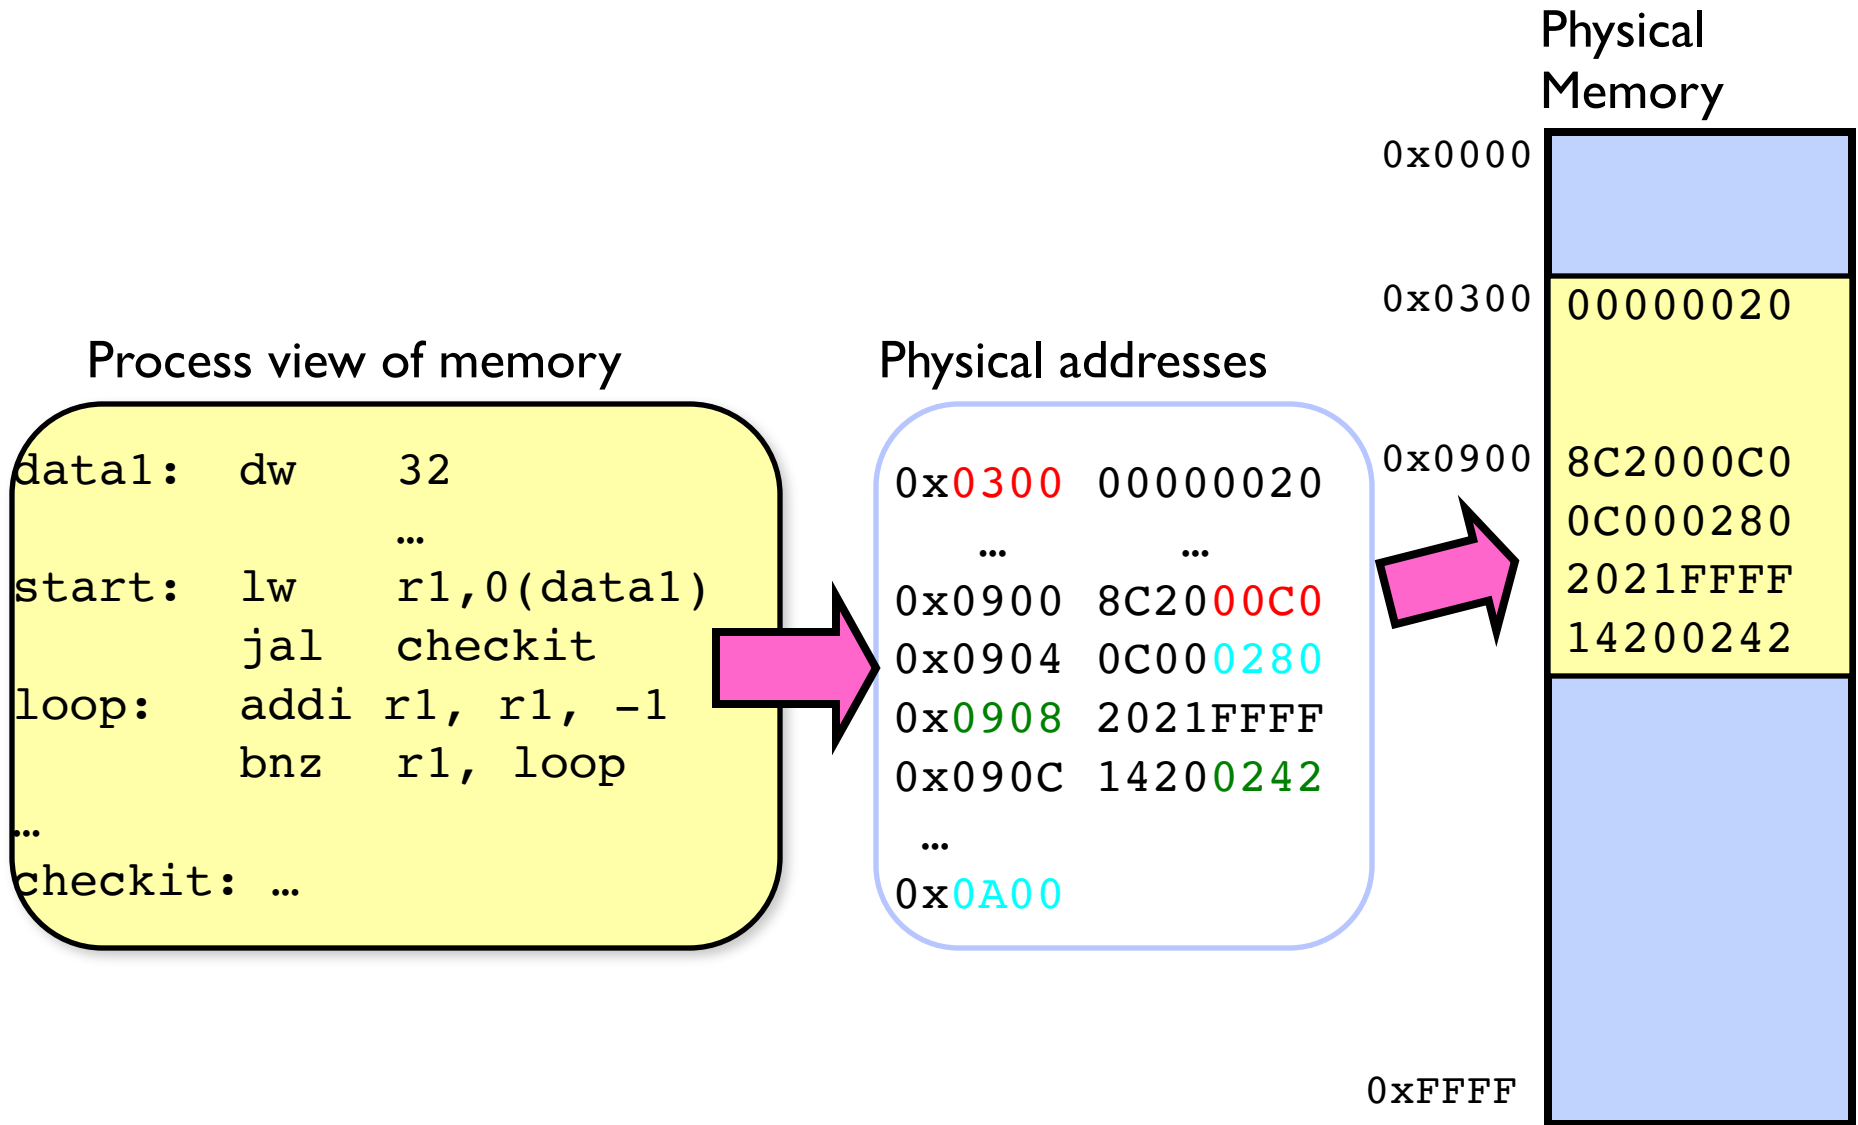 Process view of memory
data1: dw 32
…
start: lw r1,0(data1)
jal checkit
loop: addi r1, r1, -1
bnz r1, loop
…
checkit: …
Physical addresses
0x0300 00000020
… …
0x0900 8C2000C0
0x0904 0C000280
0x0908 2021FFFF
0x090C 14200242
…
0x0A00
Physical
Memory
0x0000
0x0300 00000020
0x0900 8C2000C0
0C000280
2021FFFF
14200242
0xFFFF